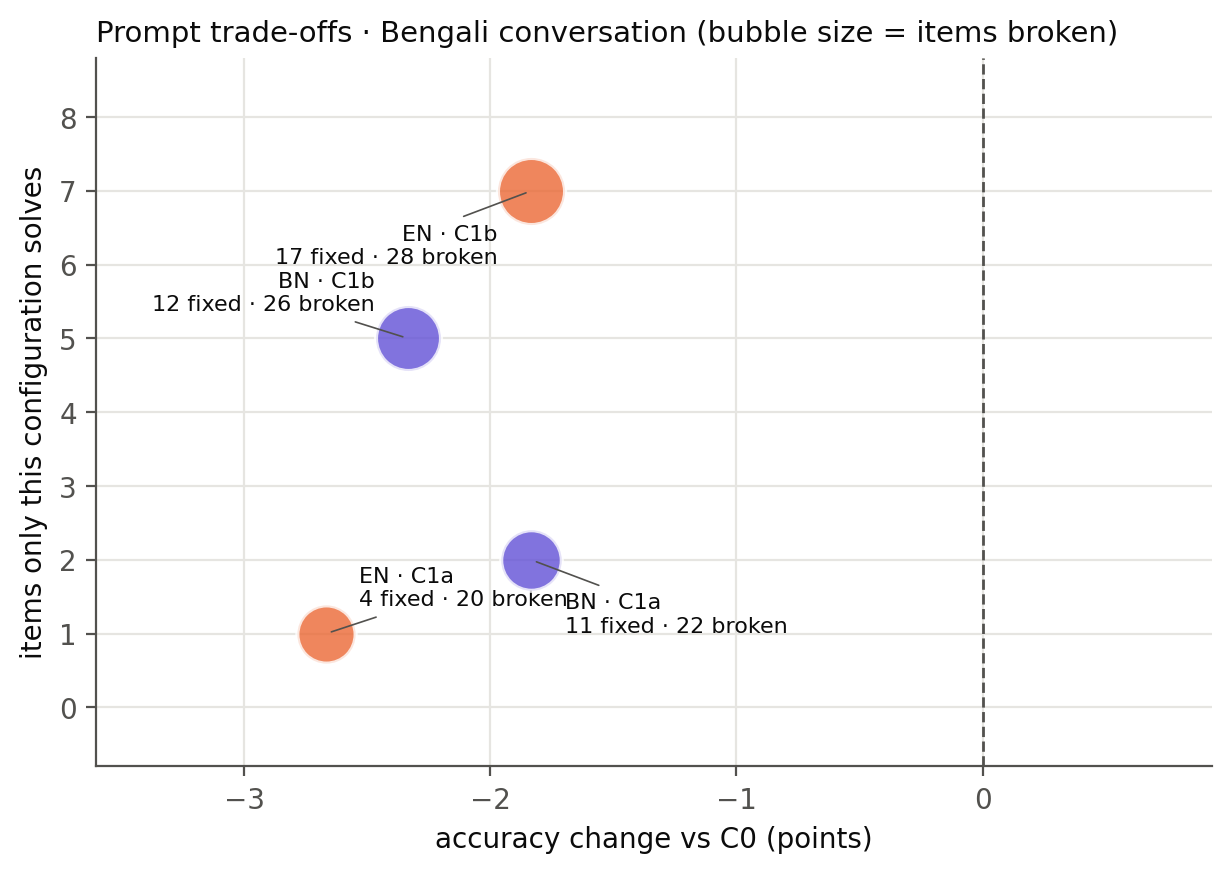 Prompt trade-offs · Bengali conversation (bubble size = items broken)
items only this configuration solves
8
7
6
5
4
3
2
1
0
EN · C1b
17 fixed · 28 broken
BN · C1b
12 fixed · 26 broken
EN · C1a
4 fixed · 20 broken
BN · C1a
11 fixed · 22 broken
−3
−2
−1
0
accuracy change vs C0 (points)